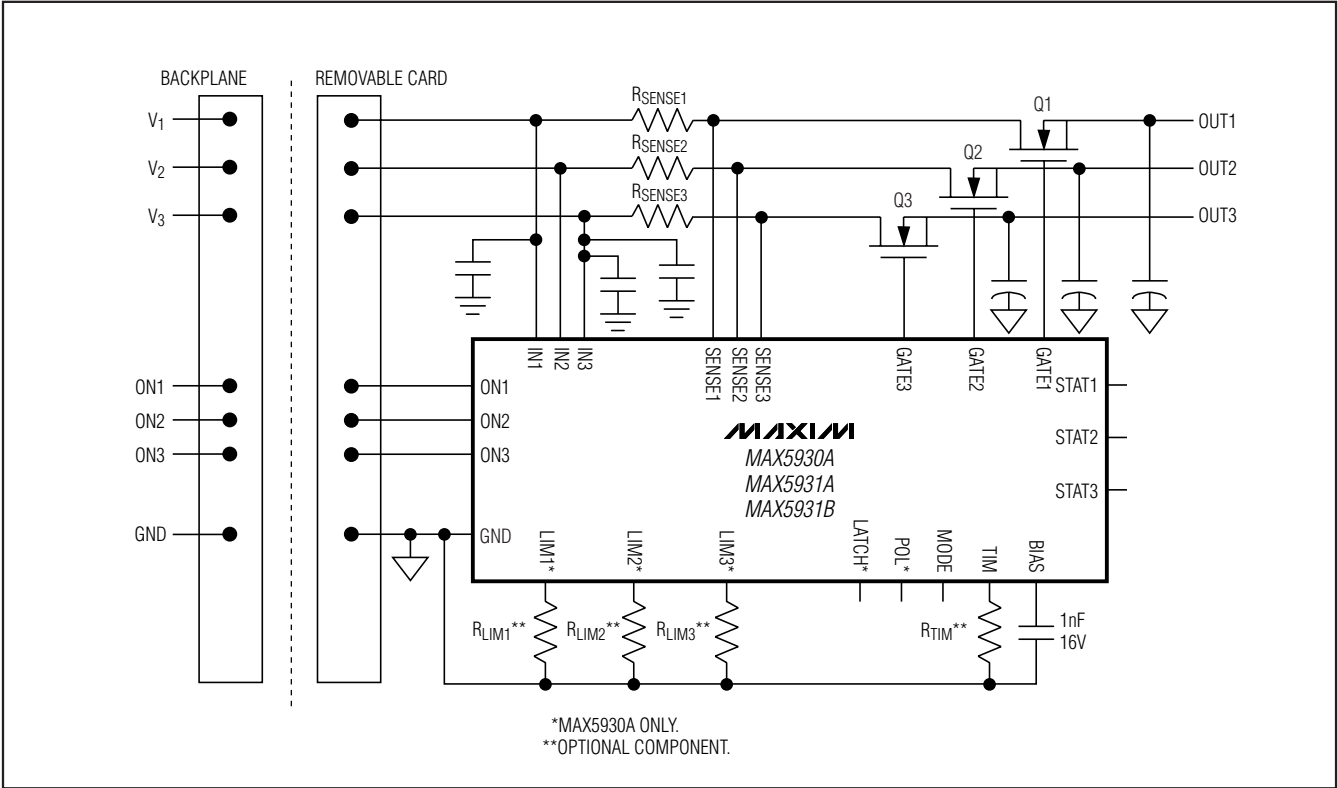 BACKPLANE
REMOVABLE CARD
V1
V2
V3
RSENSE1
RSENSE2
RSENSE3
Q1
Q2
Q3
OUT1
OUT2
OUT3
IN1
IN2
IN3
SENSE1
SENSE2
SENSE3
GATE3
GATE2
GATE1
ON1
ON2
ON3
GND
ON1
ON2
ON3
GND
STAT1
STAT2
STAT3
MAXIM
MAX5930A
MAX5931A
MAX5931B
LIM1*
LIM2*
LIM3*
LATCH*
POL*
MODE
TIM
BIAS
RLIM1**
RLIM2**
RLIM3**
RTIM**
1nF
16V
*MAX5930A ONLY.
**OPTIONAL COMPONENT.